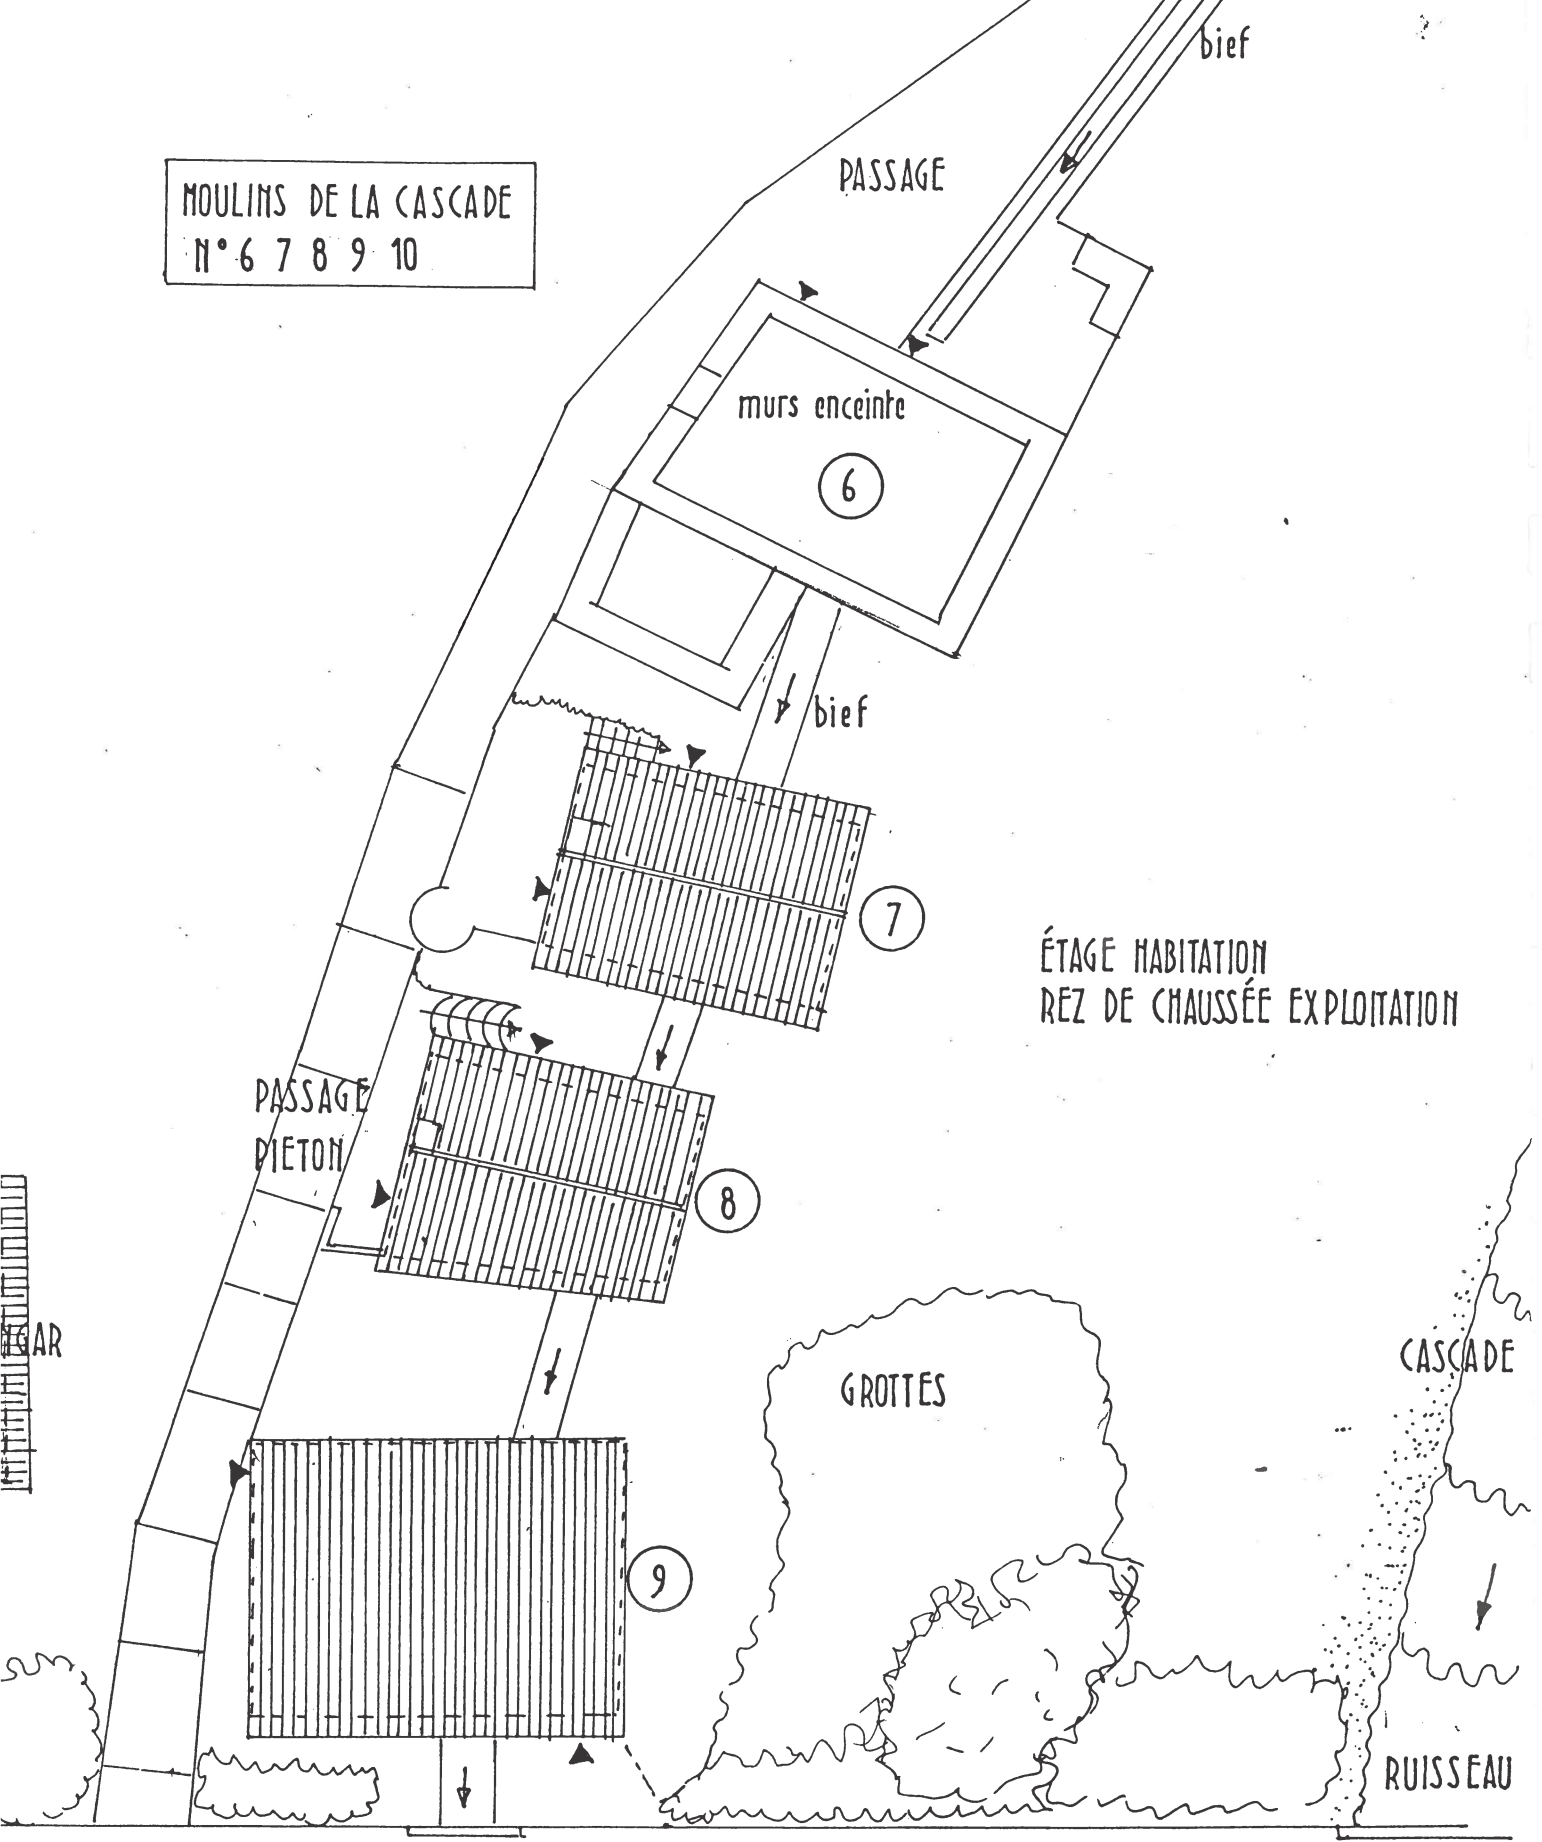 bief
PASSAGE
MOULINS DE LA CASCADE
N° 6 7 8 9 10
murs enceinte
6
bief
7
ÉTAGE HABITATION
REZ DE CHAUSSÉE EXPLOITATION
PASSAGE
PIETON
8
NGAR
CASCADE
GROTTES
9
RUISSEAU